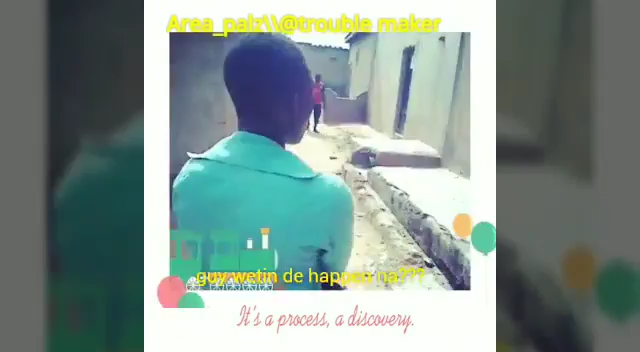 Area_palz\\@trouble maker
guy wetin de happen na???
It's a process, a discovery.